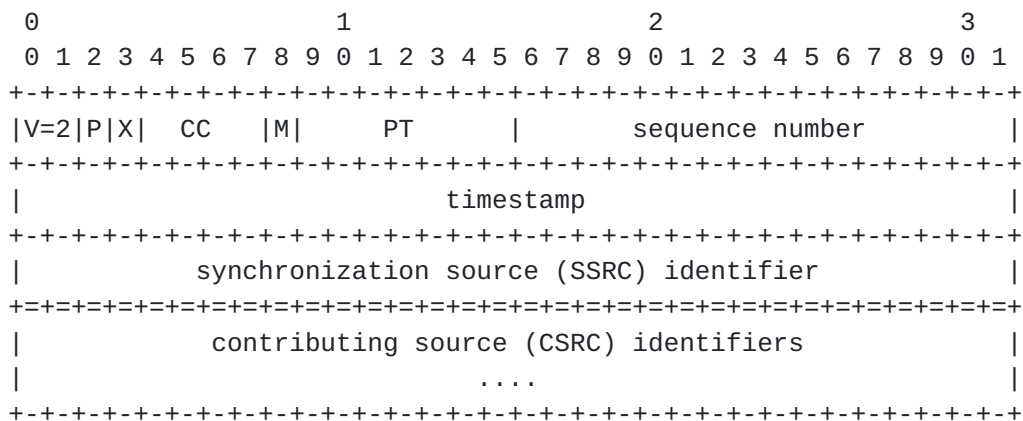 0                   1                   2                   3
 0 1 2 3 4 5 6 7 8 9 0 1 2 3 4 5 6 7 8 9 0 1 2 3 4 5 6 7 8 9 0 1
+-+-+-+-+-+-+-+-+-+-+-+-+-+-+-+-+-+-+-+-+-+-+-+-+-+-+-+-+-+-+-+-+
|V=2|P|X|  CC   |M|     PT      |       sequence number         |
+-+-+-+-+-+-+-+-+-+-+-+-+-+-+-+-+-+-+-+-+-+-+-+-+-+-+-+-+-+-+-+-+
|                           timestamp                           |
+-+-+-+-+-+-+-+-+-+-+-+-+-+-+-+-+-+-+-+-+-+-+-+-+-+-+-+-+-+-+-+-+
|           synchronization source (SSRC) identifier            |
+=+=+=+=+=+=+=+=+=+=+=+=+=+=+=+=+=+=+=+=+=+=+=+=+=+=+=+=+=+=+=+=+
|            contributing source (CSRC) identifiers             |
|                             ....                              |
+-+-+-+-+-+-+-+-+-+-+-+-+-+-+-+-+-+-+-+-+-+-+-+-+-+-+-+-+-+-+-+-+